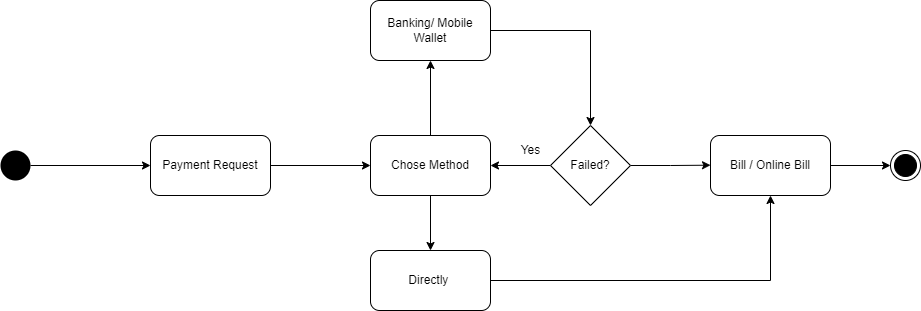 Banking/ Mobile
Wallet
Payment Request
Chose Method
Yes
Failed?
Bill / Online Bill
Directly